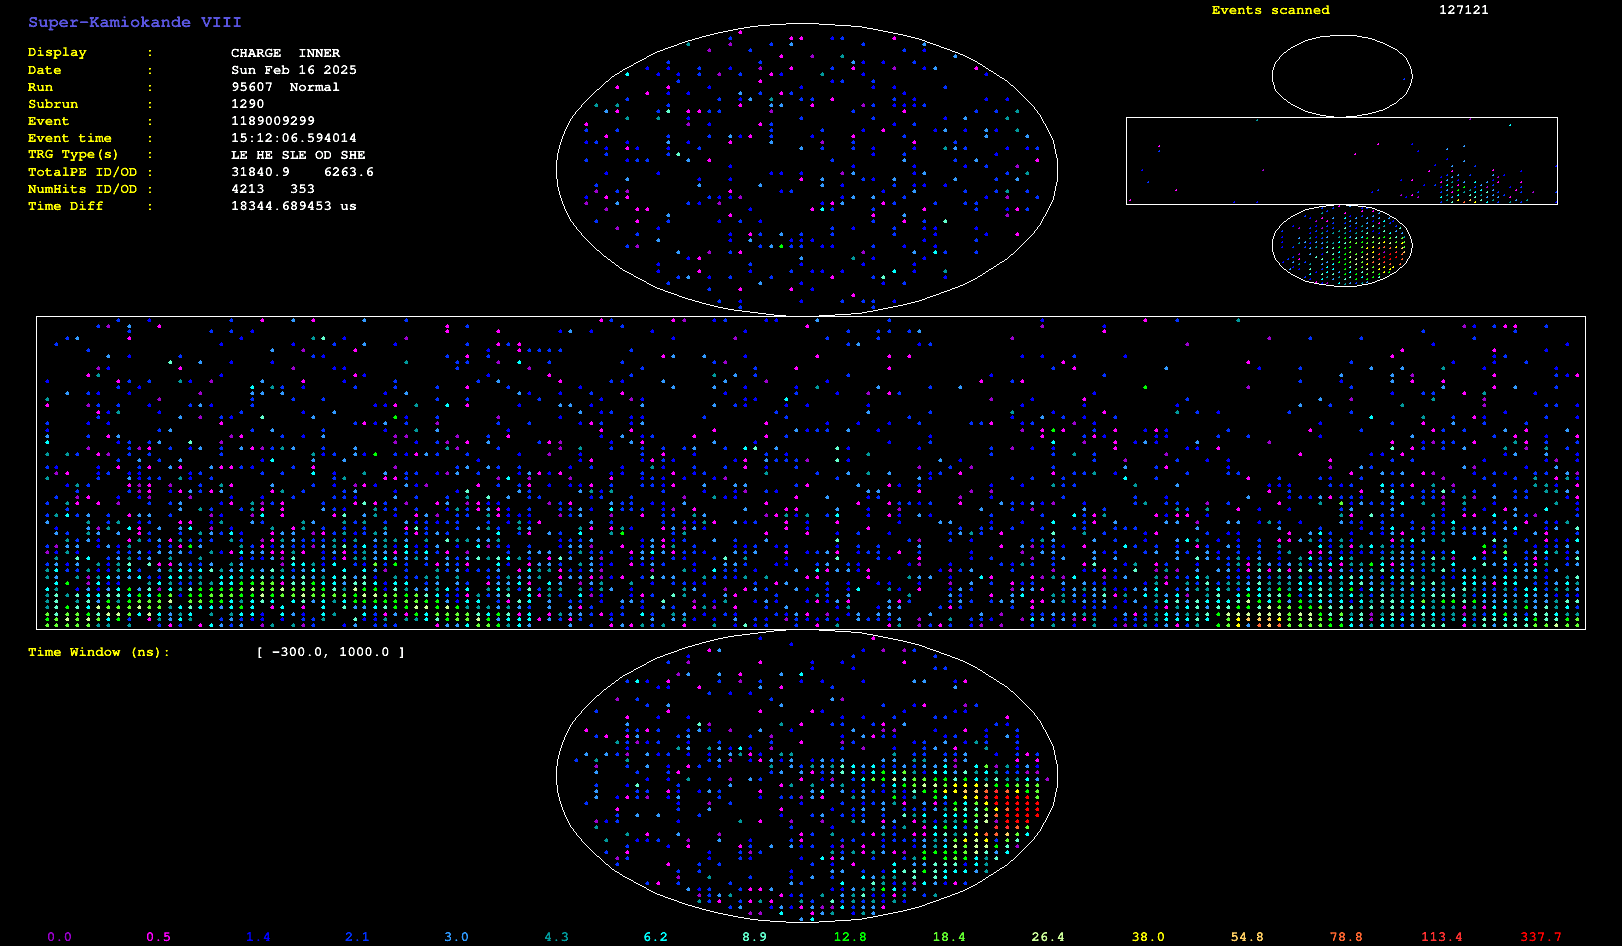 Super-Kamiokande VIII
Events scanned 127121
Display : CHARGE INNER
Date : Sun Feb 16 2025
Run : 95607 Normal
Subrun : 1290
Event : 1189009299
Event time : 15:12:06.594014
TRG Type(s) : LE HE SLE OD SHE
TotalPE ID/OD : 31840.9 6263.6
NumHits ID/OD : 4213 353
Time Diff : 18344.689453 us
Time Window (ns): [ -300.0, 1000.0 ]
0.0 0.5 1.4 2.1 3.0 4.3 6.2 8.9 12.8 18.4 26.4 38.0 54.8 78.8 113.4 337.7